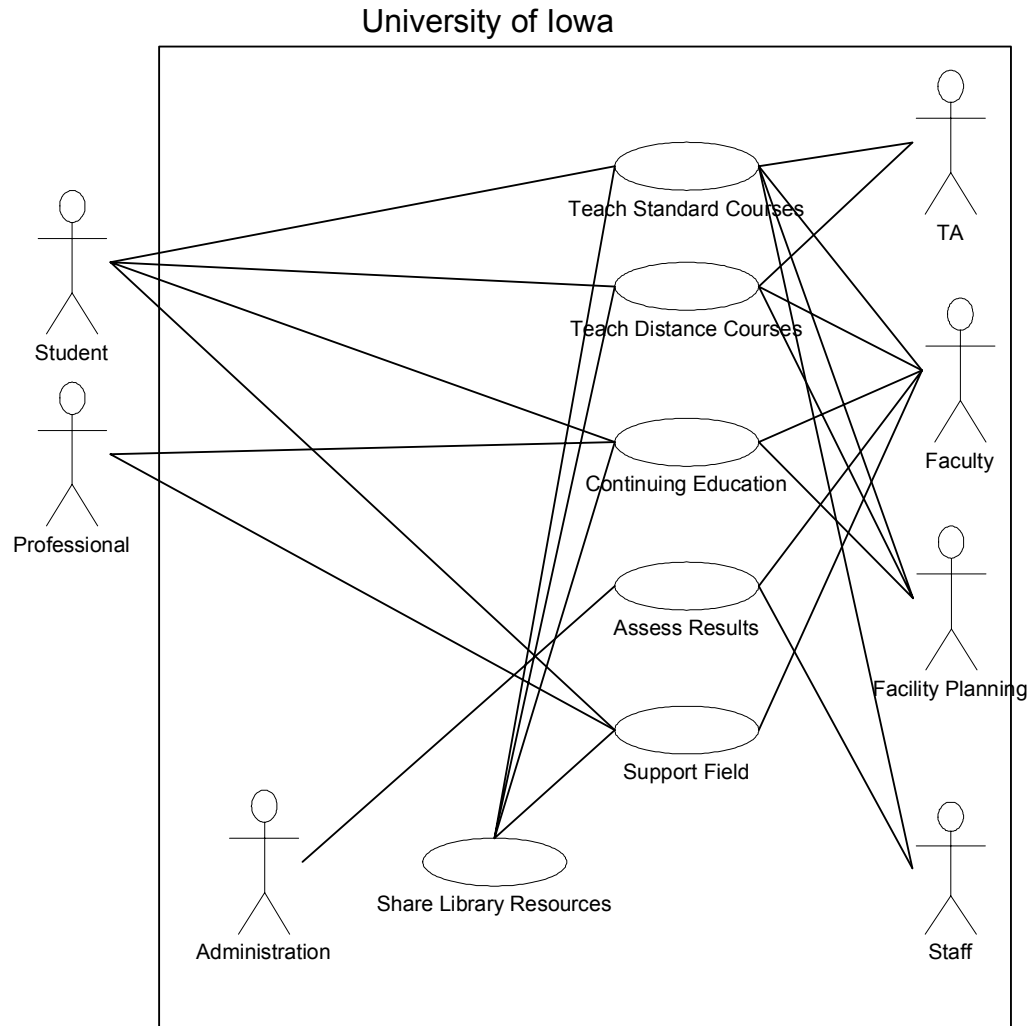 University of Iowa
Teach Standard Courses
TA
Teach Distance Courses
Student
Continuing Education
Faculty
Professional
Assess Results
Facility Planning
Support Field
Share Library Resources
Administration
Staff